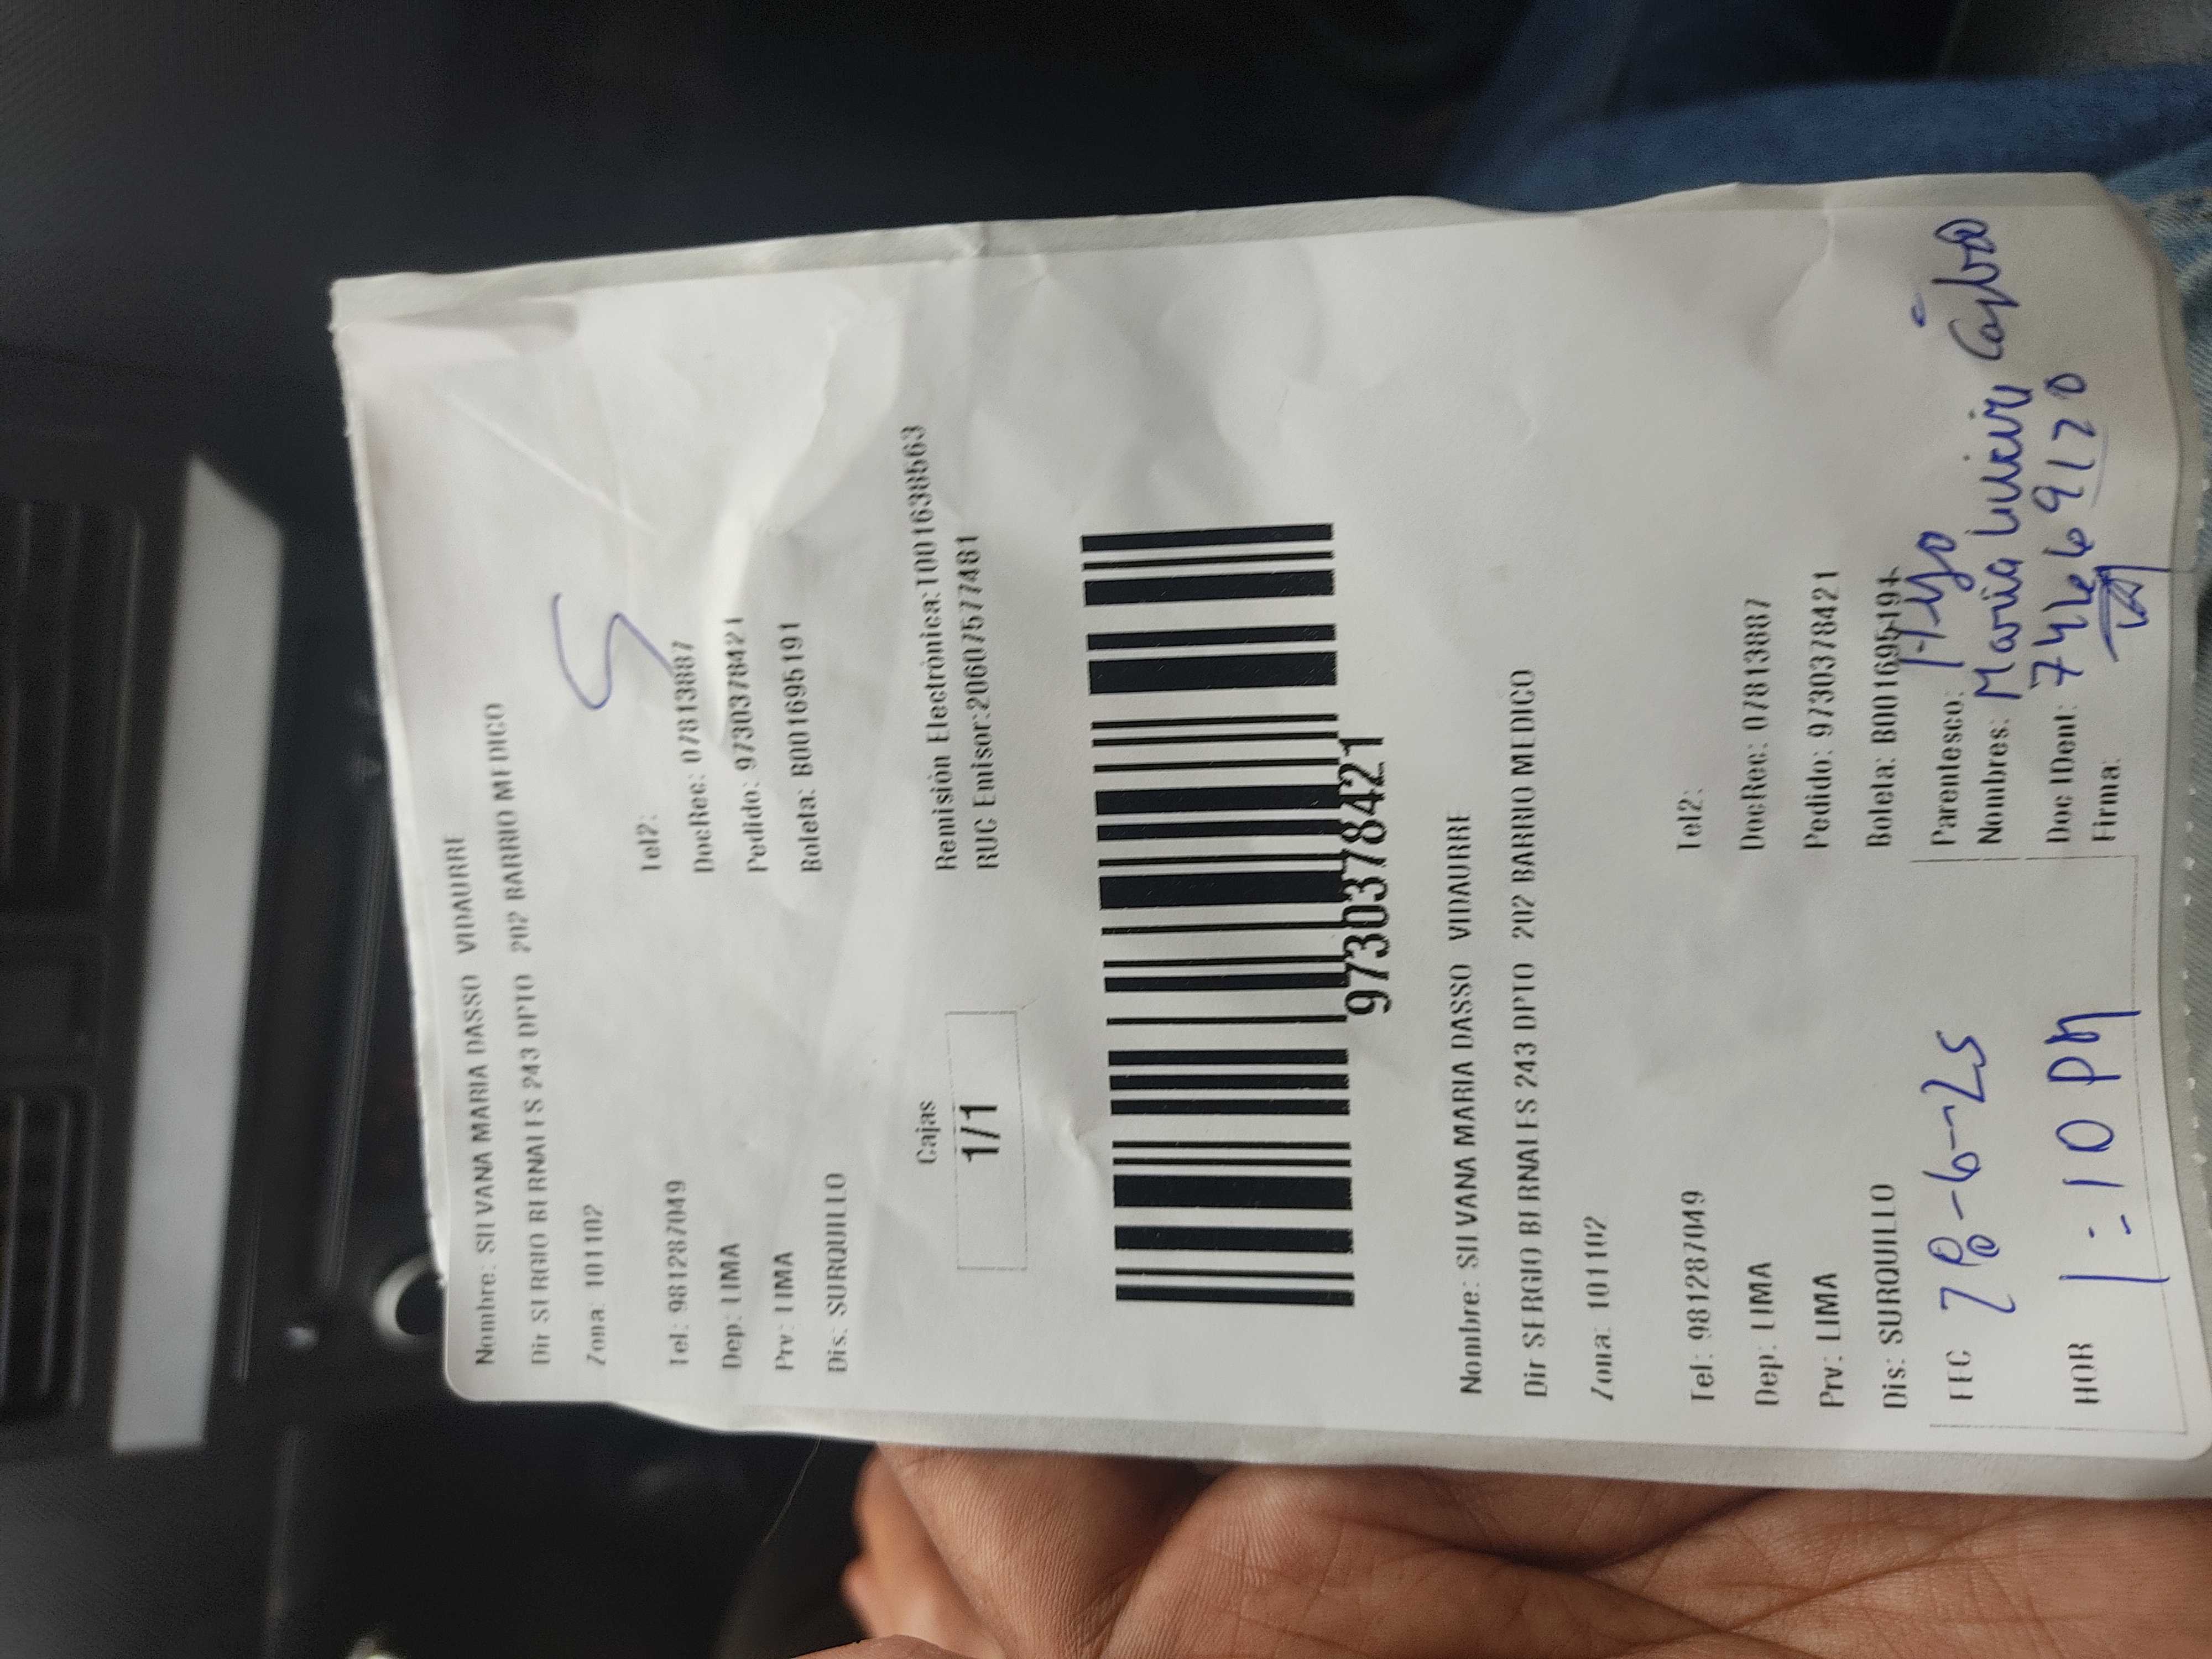 Nombre: SILVANA MARIA DASSO VIDAURRE
Dir SERGIO BERNALES 243 DPTO 202 BARRIO MEDICO
Zona: 101102
Tel: 981287049 Tel2:
DocRec: 07813887
Dep: LIMA Pedido: 9730378421
Prv: LIMA Boleta: B001695191
Dis: SURQUILLO
Cajas Remisión Electrónica: T001638563
1/1 RUC Emisor: 20607577481
9730378421
Nombre: SILVANA MARIA DASSO VIDAURRE
Dir SERGIO BERNALES 243 DPTO 202 BARRIO MEDICO
Zona: 101102
Tel: 981287049 Tel2:
Dep: LIMA DocRec: 07813887
Prv: LIMA Pedido: 9730378421
Dis: SURQUILLO Boleta: B001695191
FEC 28-6-25 Parentesco: Hijo
Nombres: Maria
HOR 1:10 PM Doc IDent: 74669120
Firma: